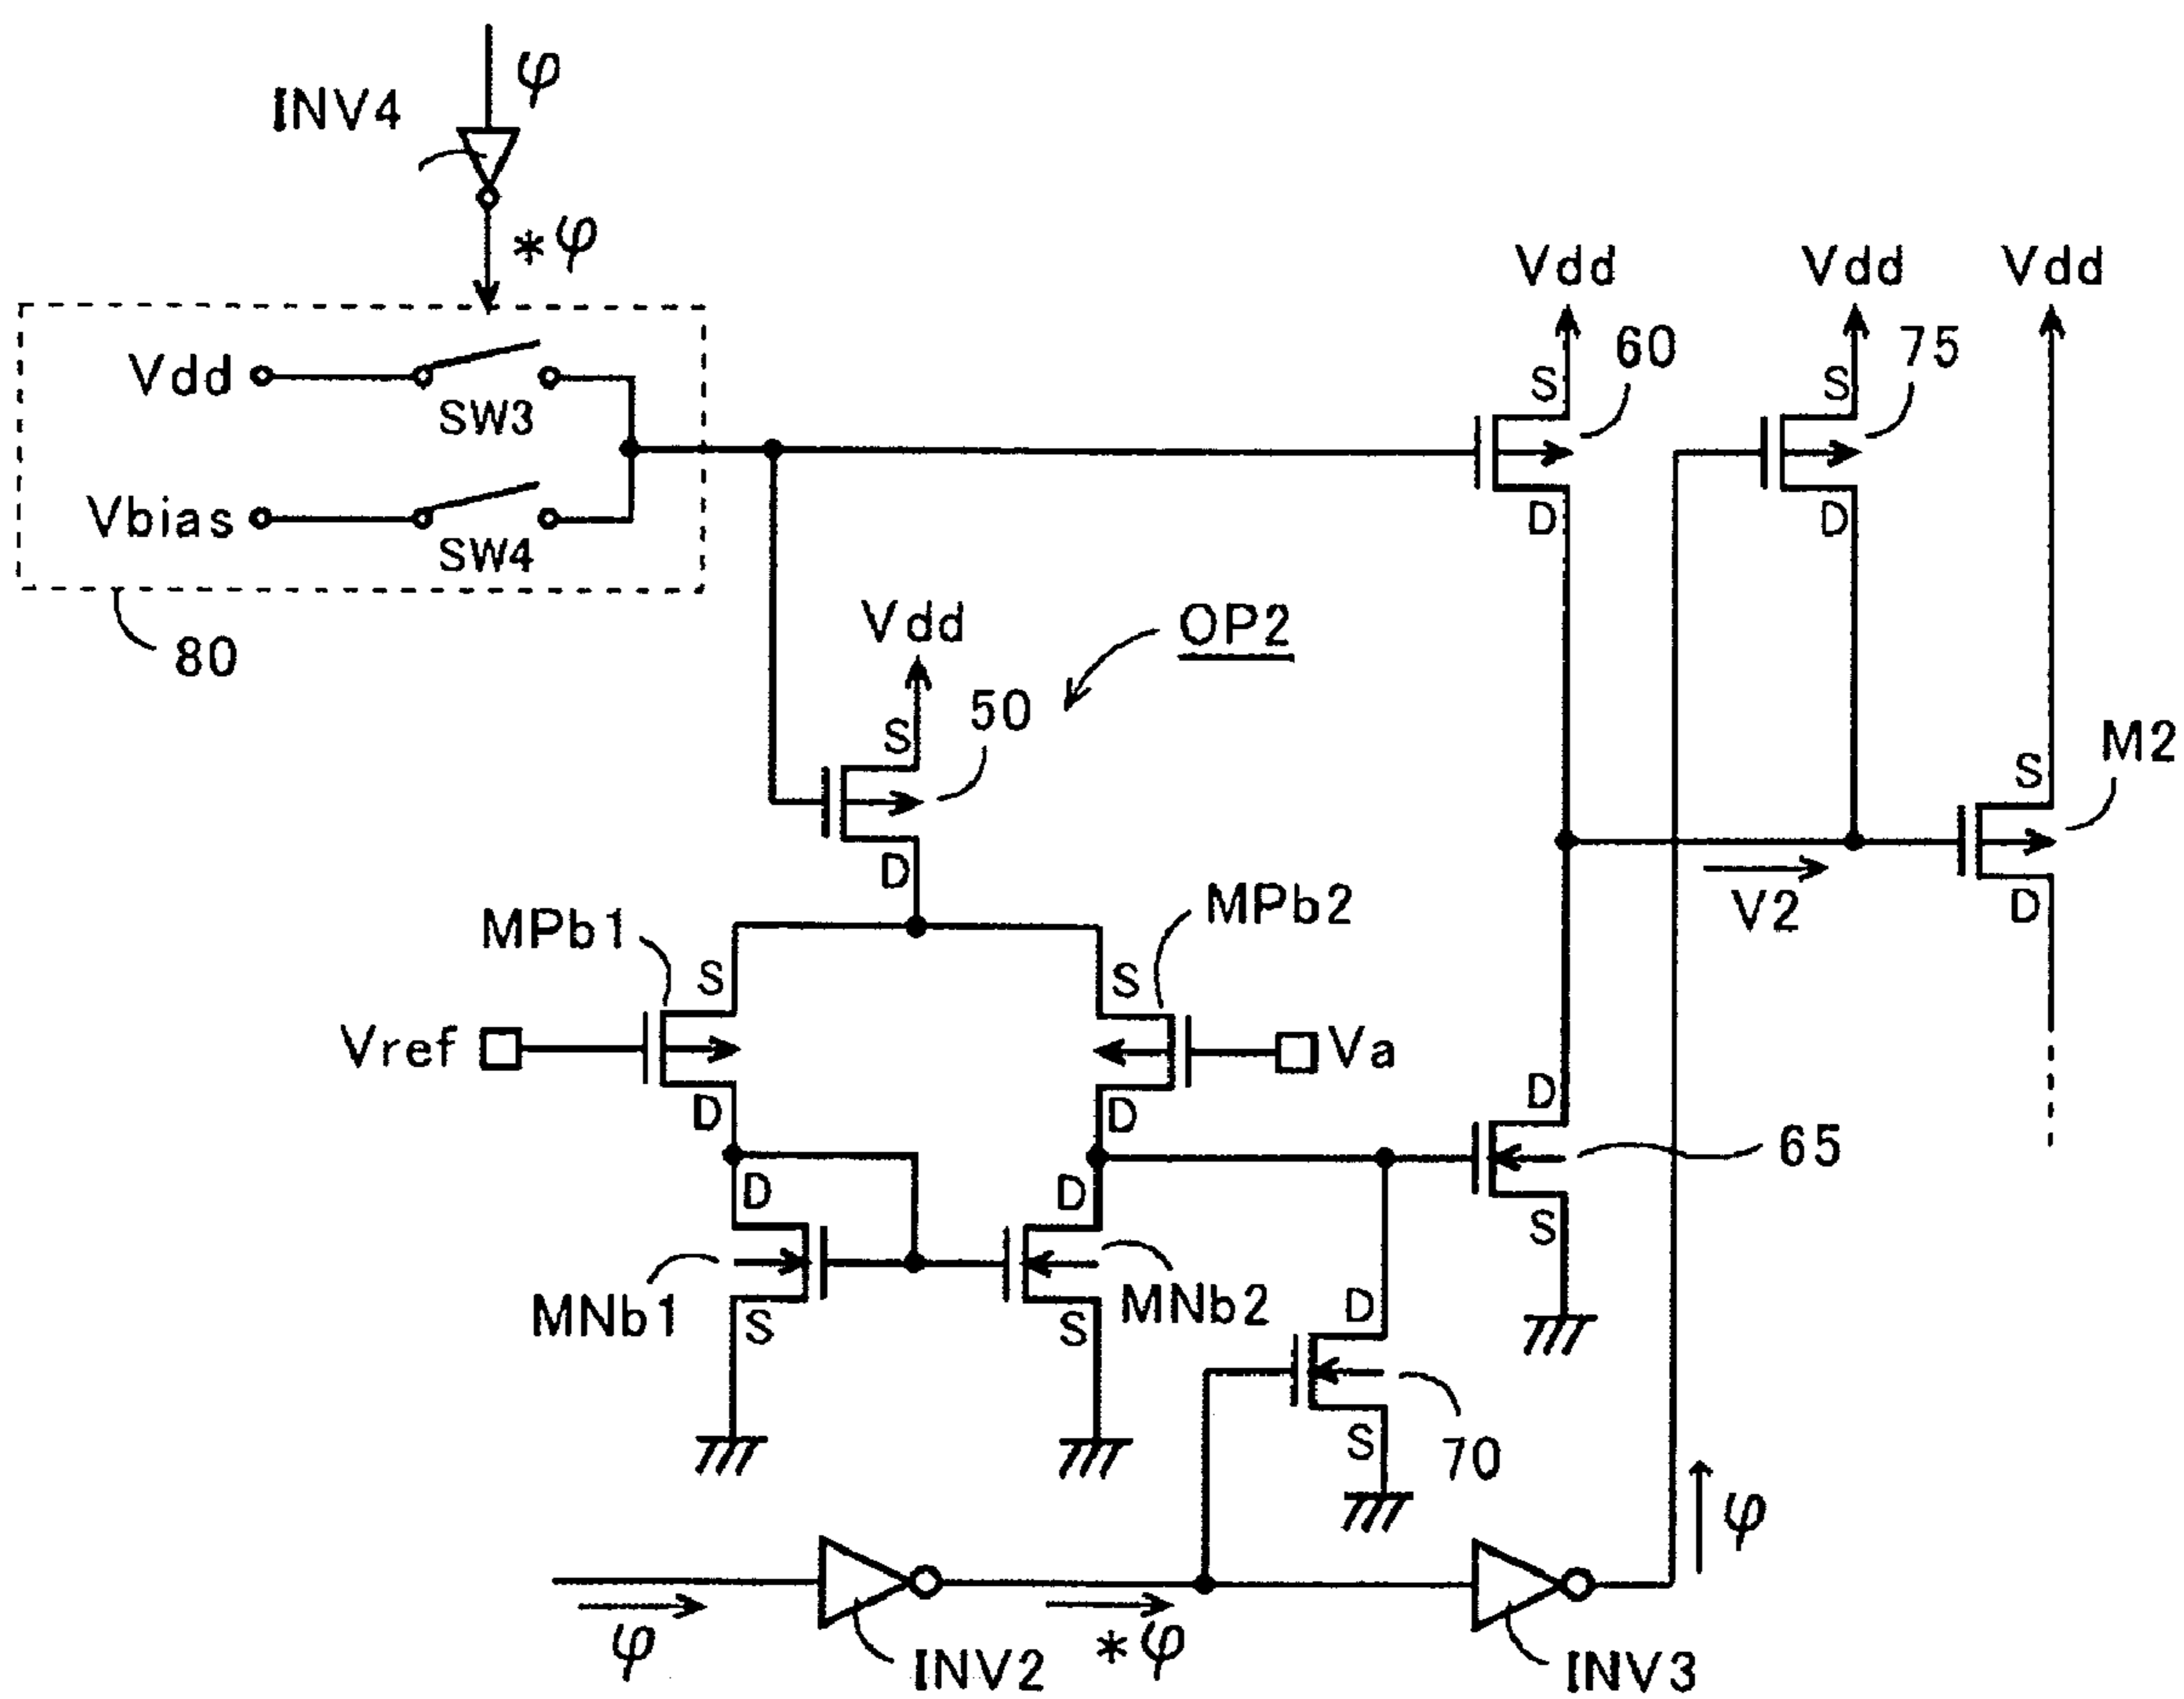 φ
INV4
*φ
Vdd Vdd Vdd
60
75
Vdd
SW3
S S
Vbias
SW4
D D
80
Vdd
OP2
50
S
M2
S
D
V2
D
MPb1
MPb2
S S
Vref
Va
D D
D
65
D D
S
MNb1
MNb2
S S
D
S
70
φ
φ
INV2
*φ
INV3